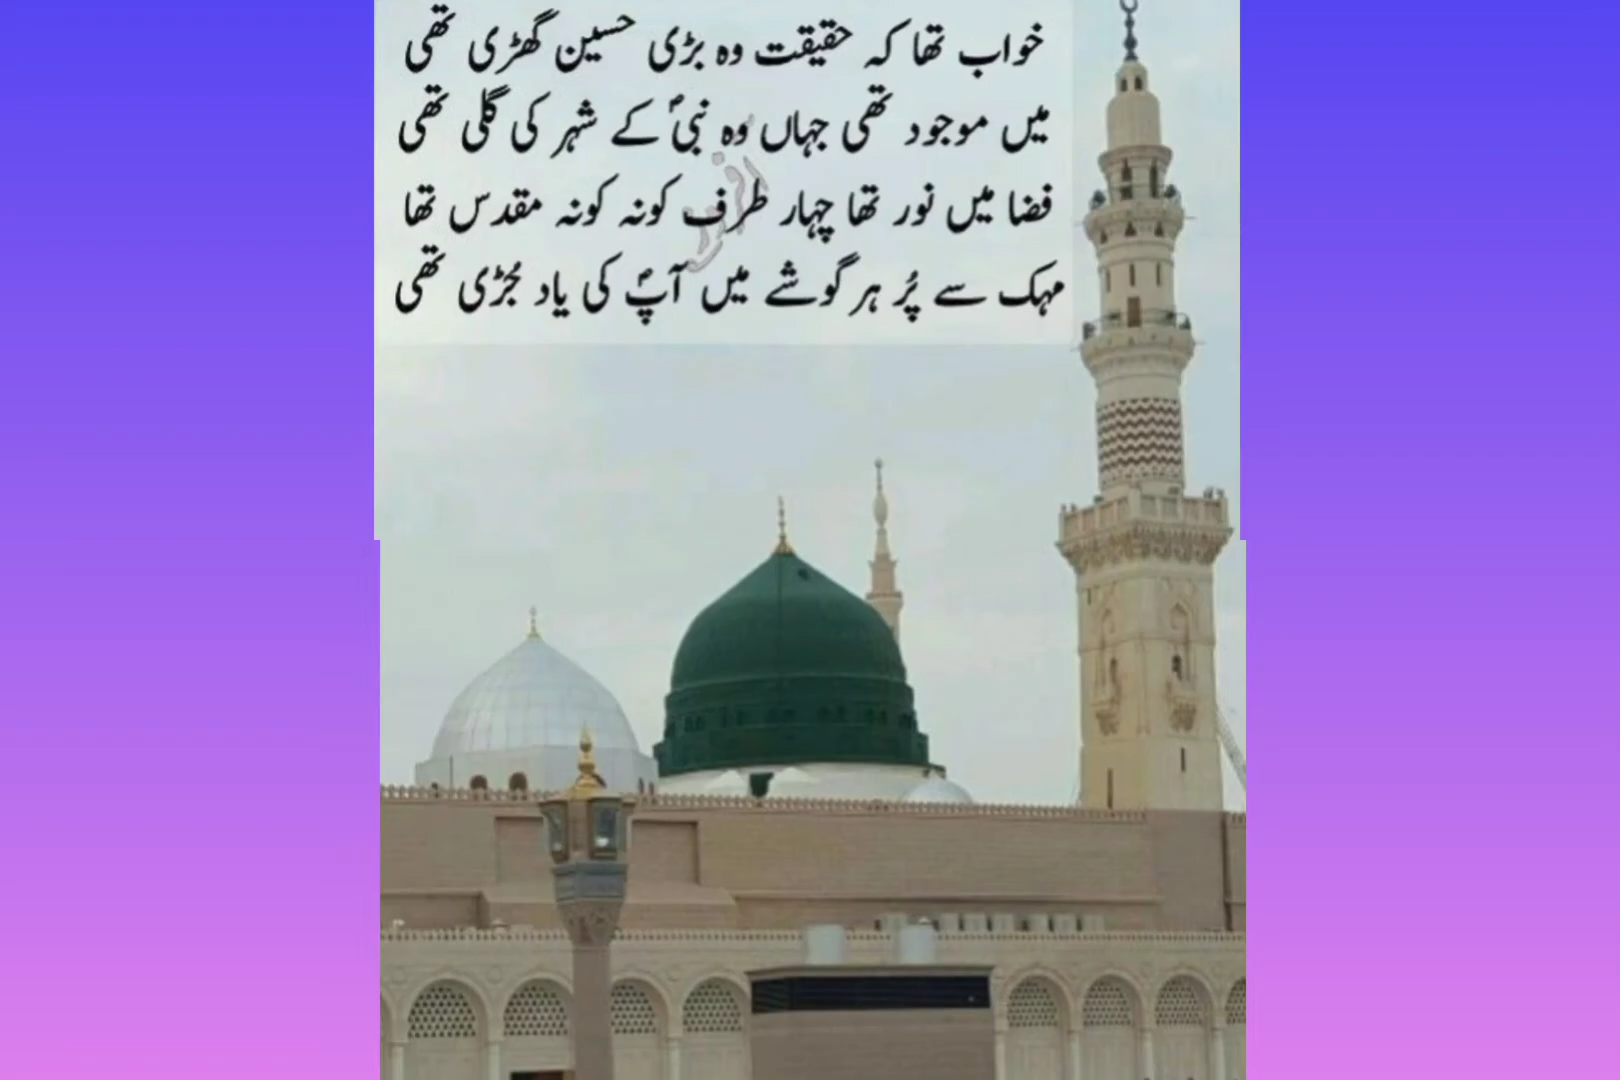 خواب تھا کہ حقیقت وہ بڑی حسین گھڑی تھی
میں موجود تھی جہاں وہ نبیؐ کے شہر کی گلی تھی
فضا میں نور تھا چہار طرف کونہ کونہ مقدس تھا
مہک سے پُر ہر گوشے میں آپؐ کی یاد جُڑی تھی